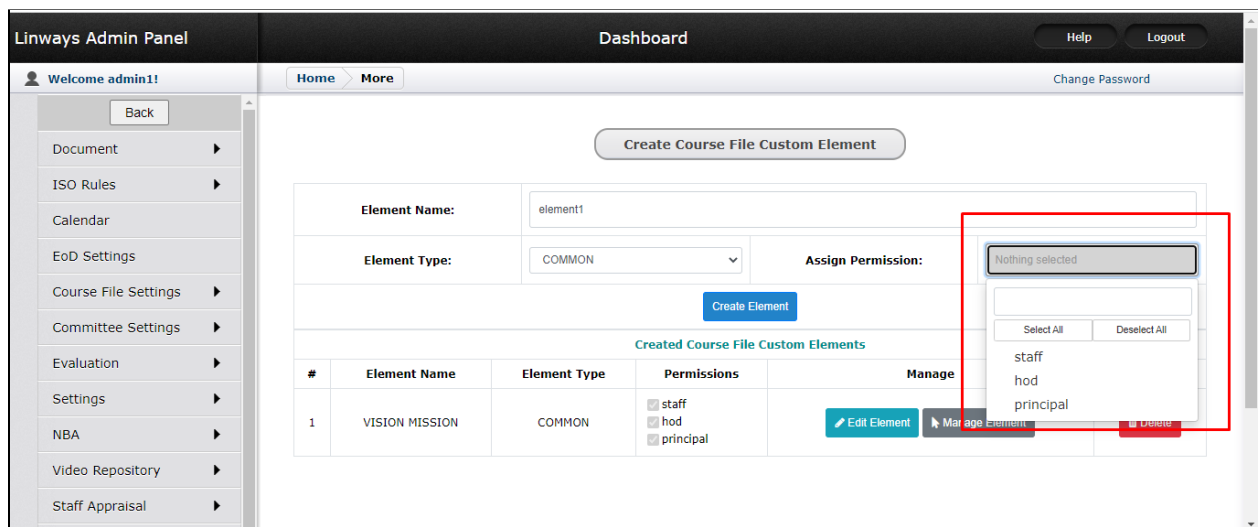 Linways Admin Panel
Dashboard
Help
Logout
Welcome admin1!
Home
More
Change Password
Back
Document
ISO Rules
Calendar
EoD Settings
Course File Settings
Committee Settings
Evaluation
Settings
NBA
Video Repository
Staff Appraisal
Create Course File Custom Element
Element Name:
element1
Element Type:
COMMON
Assign Permission:
Nothing selected
Select All
Deselect All
staff
hod
principal
Create Element
Created Course File Custom Elements
# Element Name Element Type Permissions Manage
1 VISION MISSION COMMON
staff
hod
principal
Edit Element
Manage Element
Delete